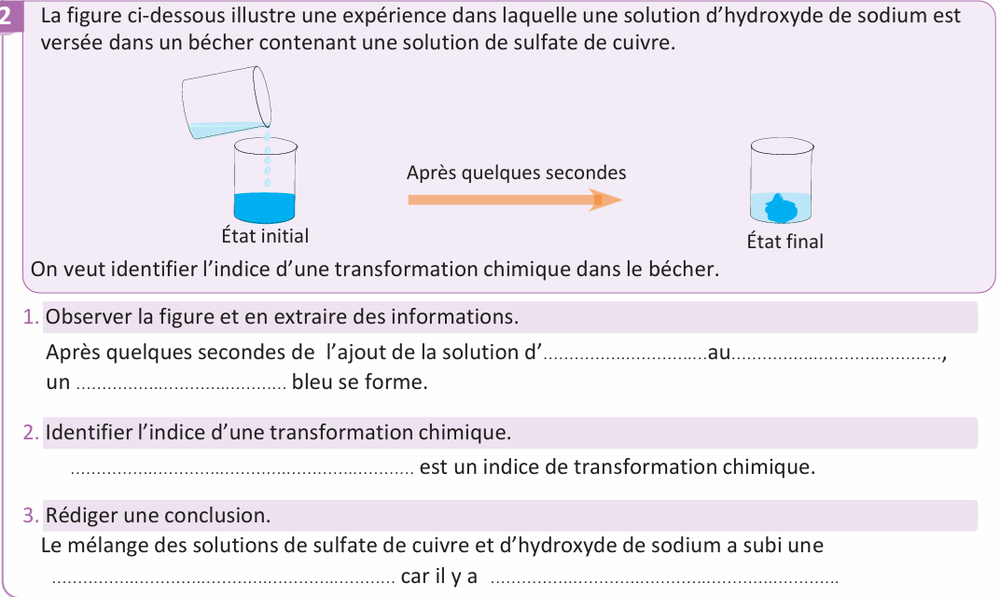 2
La figure ci-dessous illustre une expérience dans laquelle une solution d’hydroxyde de sodium est
versée dans un bécher contenant une solution de sulfate de cuivre.
Après quelques secondes
État initial
État final
On veut identifier l’indice d’une transformation chimique dans le bécher.
1. Observer la figure et en extraire des informations.
Après quelques secondes de l’ajout de la solution d’................................au.........................................,
un ......................................... bleu se forme.
2. Identifier l’indice d’une transformation chimique.
................................................................... est un indice de transformation chimique.
3. Rédiger une conclusion.
Le mélange des solutions de sulfate de cuivre et d’hydroxyde de sodium a subi une
................................................................... car il y a ....................................................................